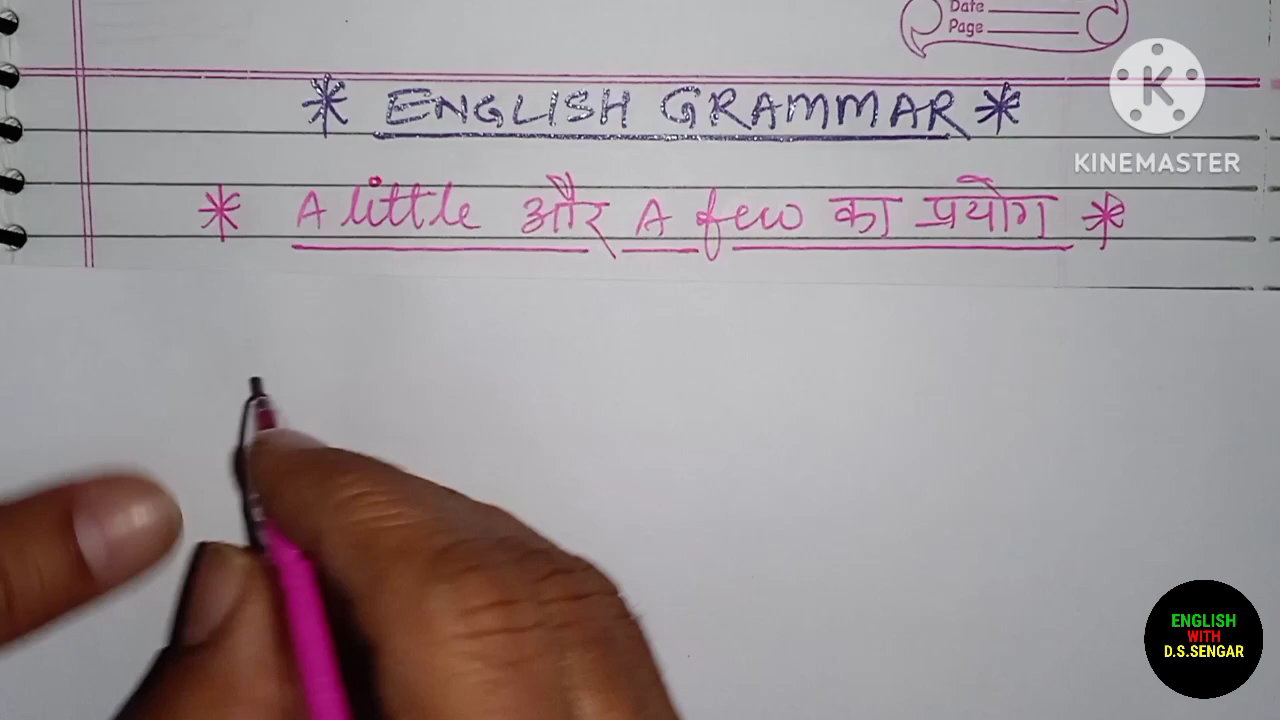 Date
Page
* ENGLISH GRAMMAR *
KINEMASTER
* A little और A few का प्रयोग *
ENGLISH
WITH
D.S.SENGAR